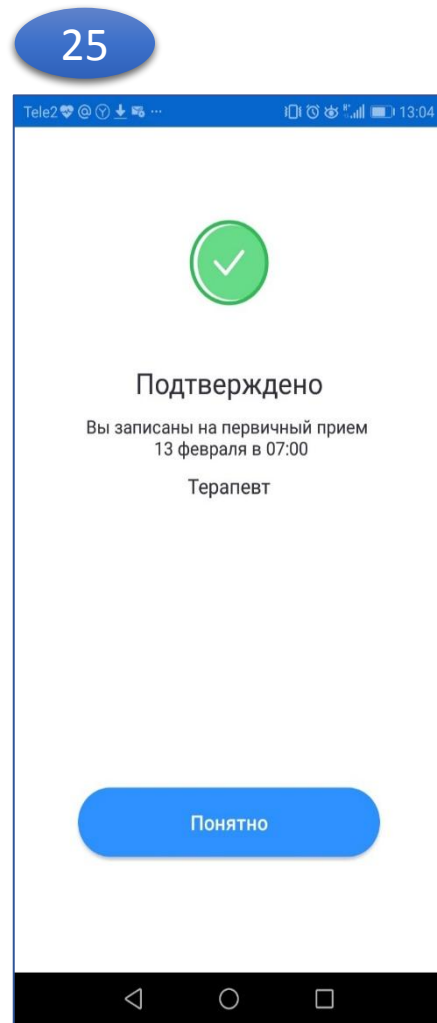 25
Tele2 13:04
Подтверждено
Вы записаны на первичный прием
13 февраля в 07:00
Терапевт
Понятно